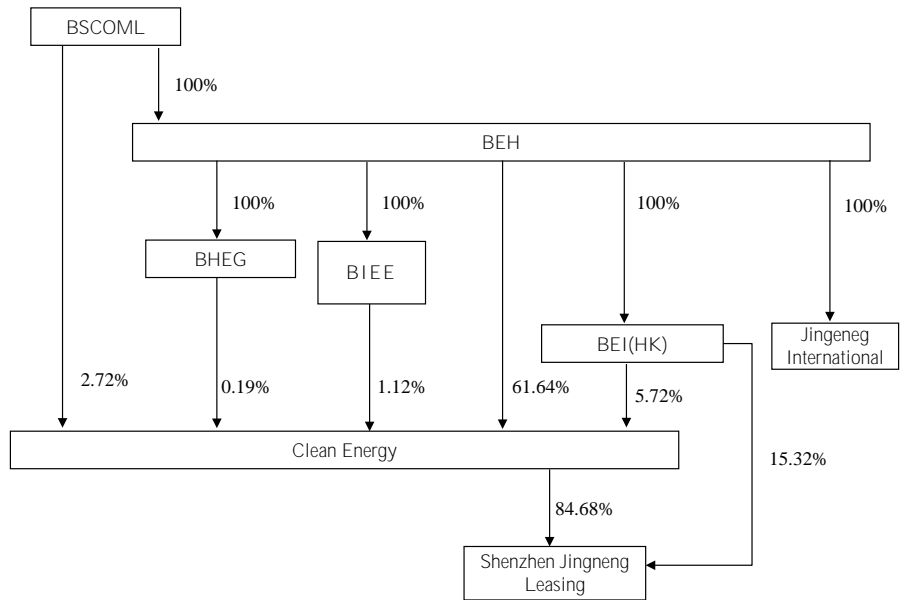 BSCOML
100%
BEH
100%
100%
100%
100%
BHEG
BIEE
BEI(HK)
Jingeneg
International
2.72%
0.19%
1.12%
61.64%
5.72%
Clean Energy
15.32%
84.68%
Shenzhen Jingneng
Leasing